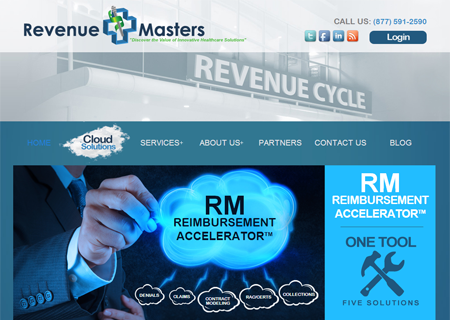 Revenue Masters
"Discover the Value of Innovative Healthcare Solutions"
CALL US: (877) 591-2590
Login
REVENUE CYCLE
HOME
Cloud
Solutions
SERVICES+
ABOUT US+
PARTNERS
CONTACT US
BLOG
RM
REIMBURSEMENT
ACCELERATOR™
DENIALS
CLAIMS
CONTRACT
MODELING
RAC/CERTS
COLLECTIONS
RM
REIMBURSEMENT
ACCELERATOR™
ONE TOOL
FIVE SOLUTIONS